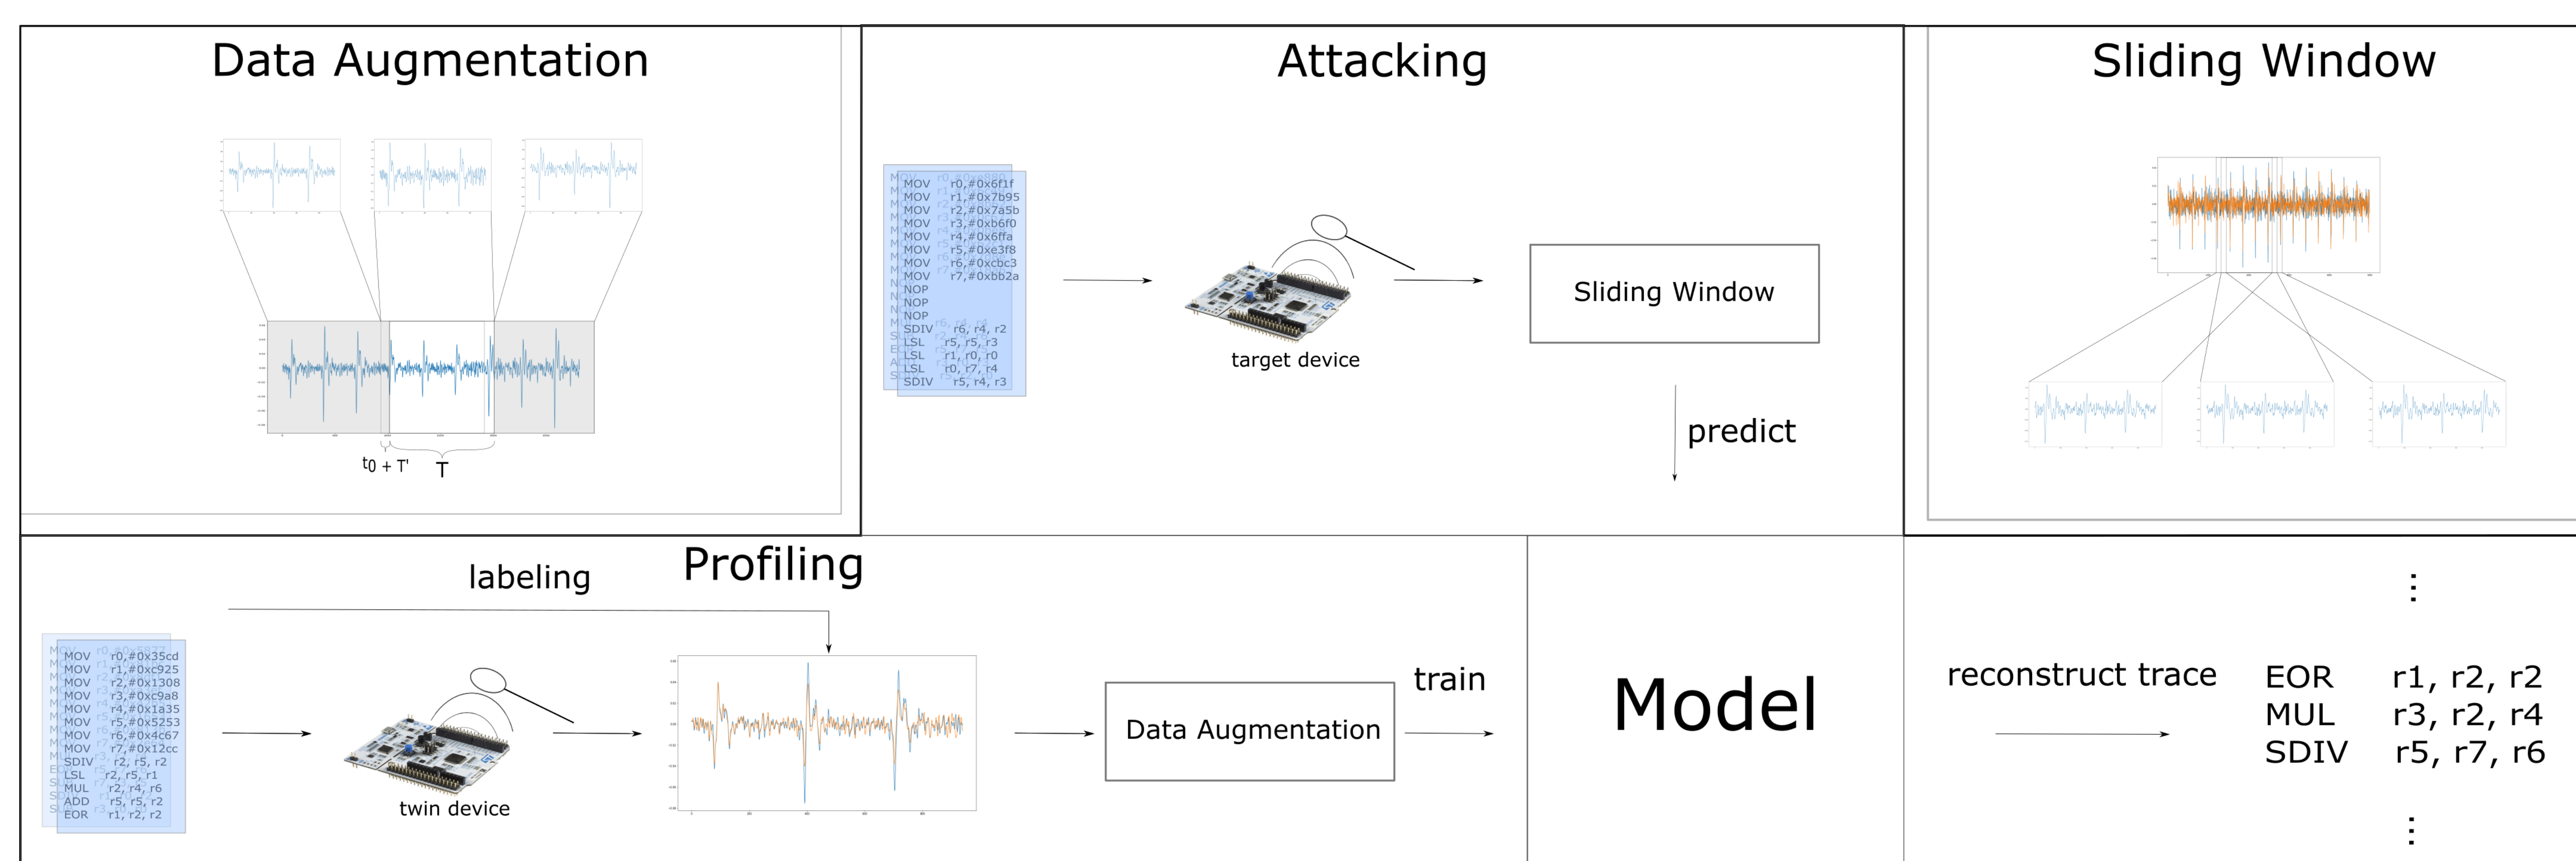 Data Augmentation
t0 + T'
T
Attacking
MOV r0,#0x6f1f
MOV r1,#0x7b95
MOV r2,#0x7a5b
MOV r3,#0xb6f0
MOV r4,#0x6ffa
MOV r5,#0xe3f8
MOV r6,#0xcbc3
MOV r7,#0xbb2a
NOP
NOP
NOP
SDIV r6, r4, r2
LSL r5, r5, r3
LSL r1, r0, r0
LSL r0, r7, r4
SDIV r5, r4, r3
target device
Sliding Window
predict
Sliding Window
Profiling
labeling
MOV r0,#0x35cd
MOV r1,#0xc925
MOV r2,#0x1308
MOV r3,#0xc9a8
MOV r4,#0x1a35
MOV r5,#0x5253
MOV r6,#0x4c67
MOV r7,#0x12cc
SDIV r2, r5, r2
LSL r2, r5, r1
MUL r2, r4, r6
ADD r5, r5, r2
EOR r1, r2, r2
twin device
Data Augmentation
train
Model
reconstruct trace
⋮
EOR r1, r2, r2
MUL r3, r2, r4
SDIV r5, r7, r6
⋮